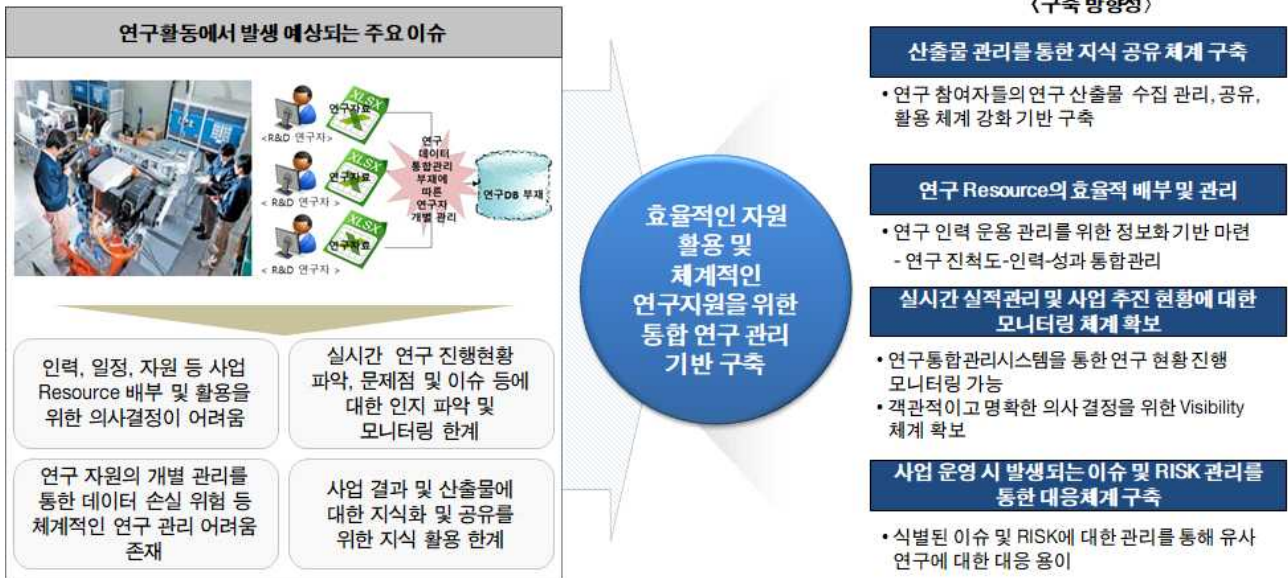 연구활동에서 발생 예상되는 주요 이슈
연구자료
XLSX
<R&D 연구자>
연구자료
XLSX
<R&D 연구자>
연구자료
XLSX
<R&D 연구자>
연구
데이터
통합관리
부재에
따른
연구자
개별 관리
연구DB 부재
인력, 일정, 자원 등 사업
Resource 배부 및 활용을
위한 의사결정이 어려움
실시간 연구 진행현황
파악, 문제점 및 이슈 등에
대한 인지 파악 및
모니터링 한계
연구 자원의 개별 관리를
통한 데이터 손실 위험 등
체계적인 연구 관리 어려움
존재
사업 결과 및 산출물에
대한 지식화 및 공유를
위한 지식 활용 한계
효율적인 자원
활용 및
체계적인
연구지원을 위한
통합 연구 관리
기반 구축
<구축 방향성>
산출물 관리를 통한 지식 공유 체계 구축
• 연구 참여자들의 연구 산출물 수집 관리, 공유,
활용 체계 강화 기반 구축
연구 Resource의 효율적 배부 및 관리
• 연구 인력 운용 관리를 위한 정보화 기반 마련
- 연구 진척도-인력-성과 통합관리
실시간 실적관리 및 사업 추진 현황에 대한
모니터링 체계 확보
• 연구통합관리시스템을 통한 연구 현황 진행
모니터링 가능
• 객관적이고 명확한 의사 결정을 위한 Visibility
체계 확보
사업 운영 시 발생되는 이슈 및 RISK 관리를
통한 대응체계 구축
• 식별된 이슈 및 RISK에 대한 관리를 통해 유사
연구에 대한 대응 용이